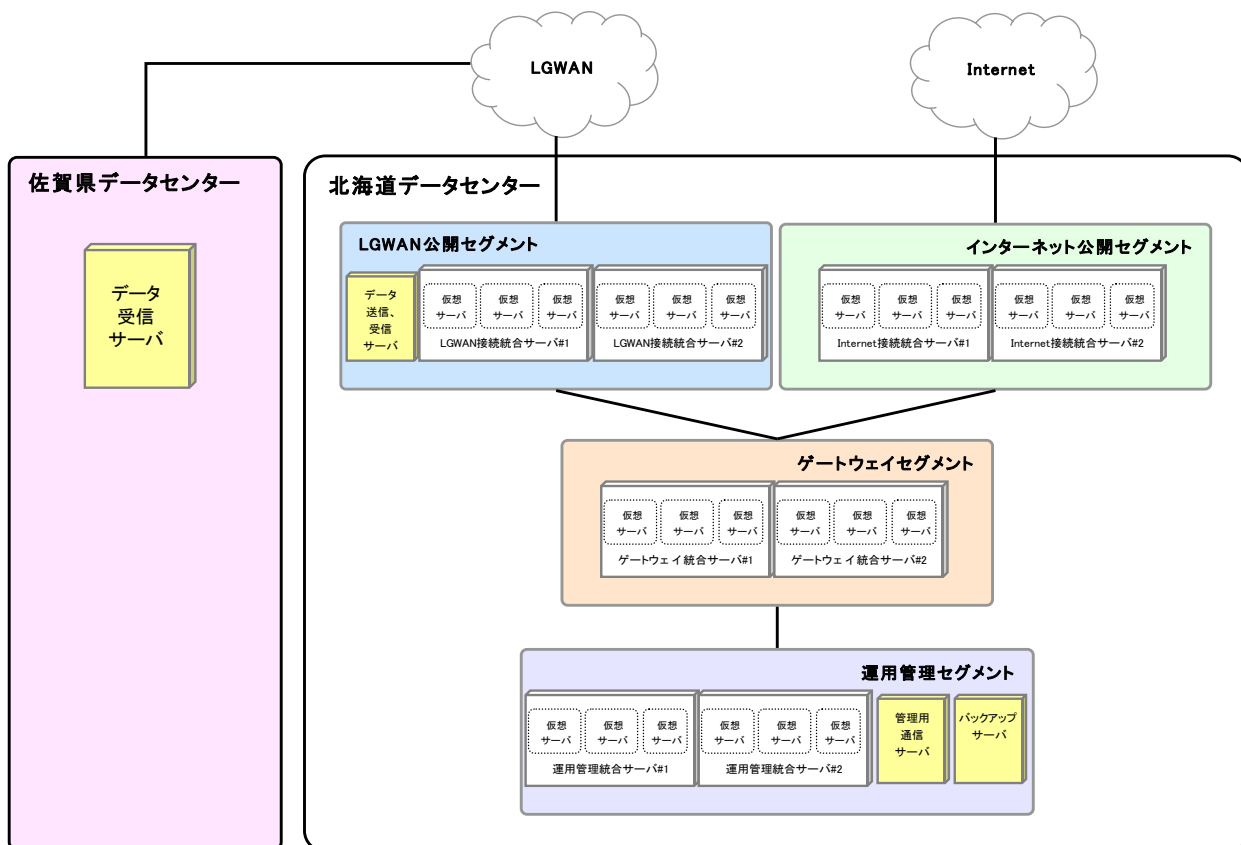 LGWAN
Internet
佐賀県データセンター
データ
受信
サーバ
北海道データセンター
LGWAN公開セグメント
データ
送信、
受信
サーバ
仮想
サーバ
仮想
サーバ
仮想
サーバ
LGWAN接続統合サーバ#1
仮想
サーバ
仮想
サーバ
仮想
サーバ
LGWAN接続統合サーバ#2
インターネット公開セグメント
仮想
サーバ
仮想
サーバ
仮想
サーバ
Internet接続統合サーバ#1
仮想
サーバ
仮想
サーバ
仮想
サーバ
Internet接続統合サーバ#2
ゲートウェイセグメント
仮想
サーバ
仮想
サーバ
仮想
サーバ
ゲートウェイ統合サーバ#1
仮想
サーバ
仮想
サーバ
仮想
サーバ
ゲートウェイ統合サーバ#2
運用管理セグメント
仮想
サーバ
仮想
サーバ
仮想
サーバ
運用管理統合サーバ#1
仮想
サーバ
仮想
サーバ
仮想
サーバ
運用管理統合サーバ#2
管理用
通信
サーバ
バックアップ
サーバ